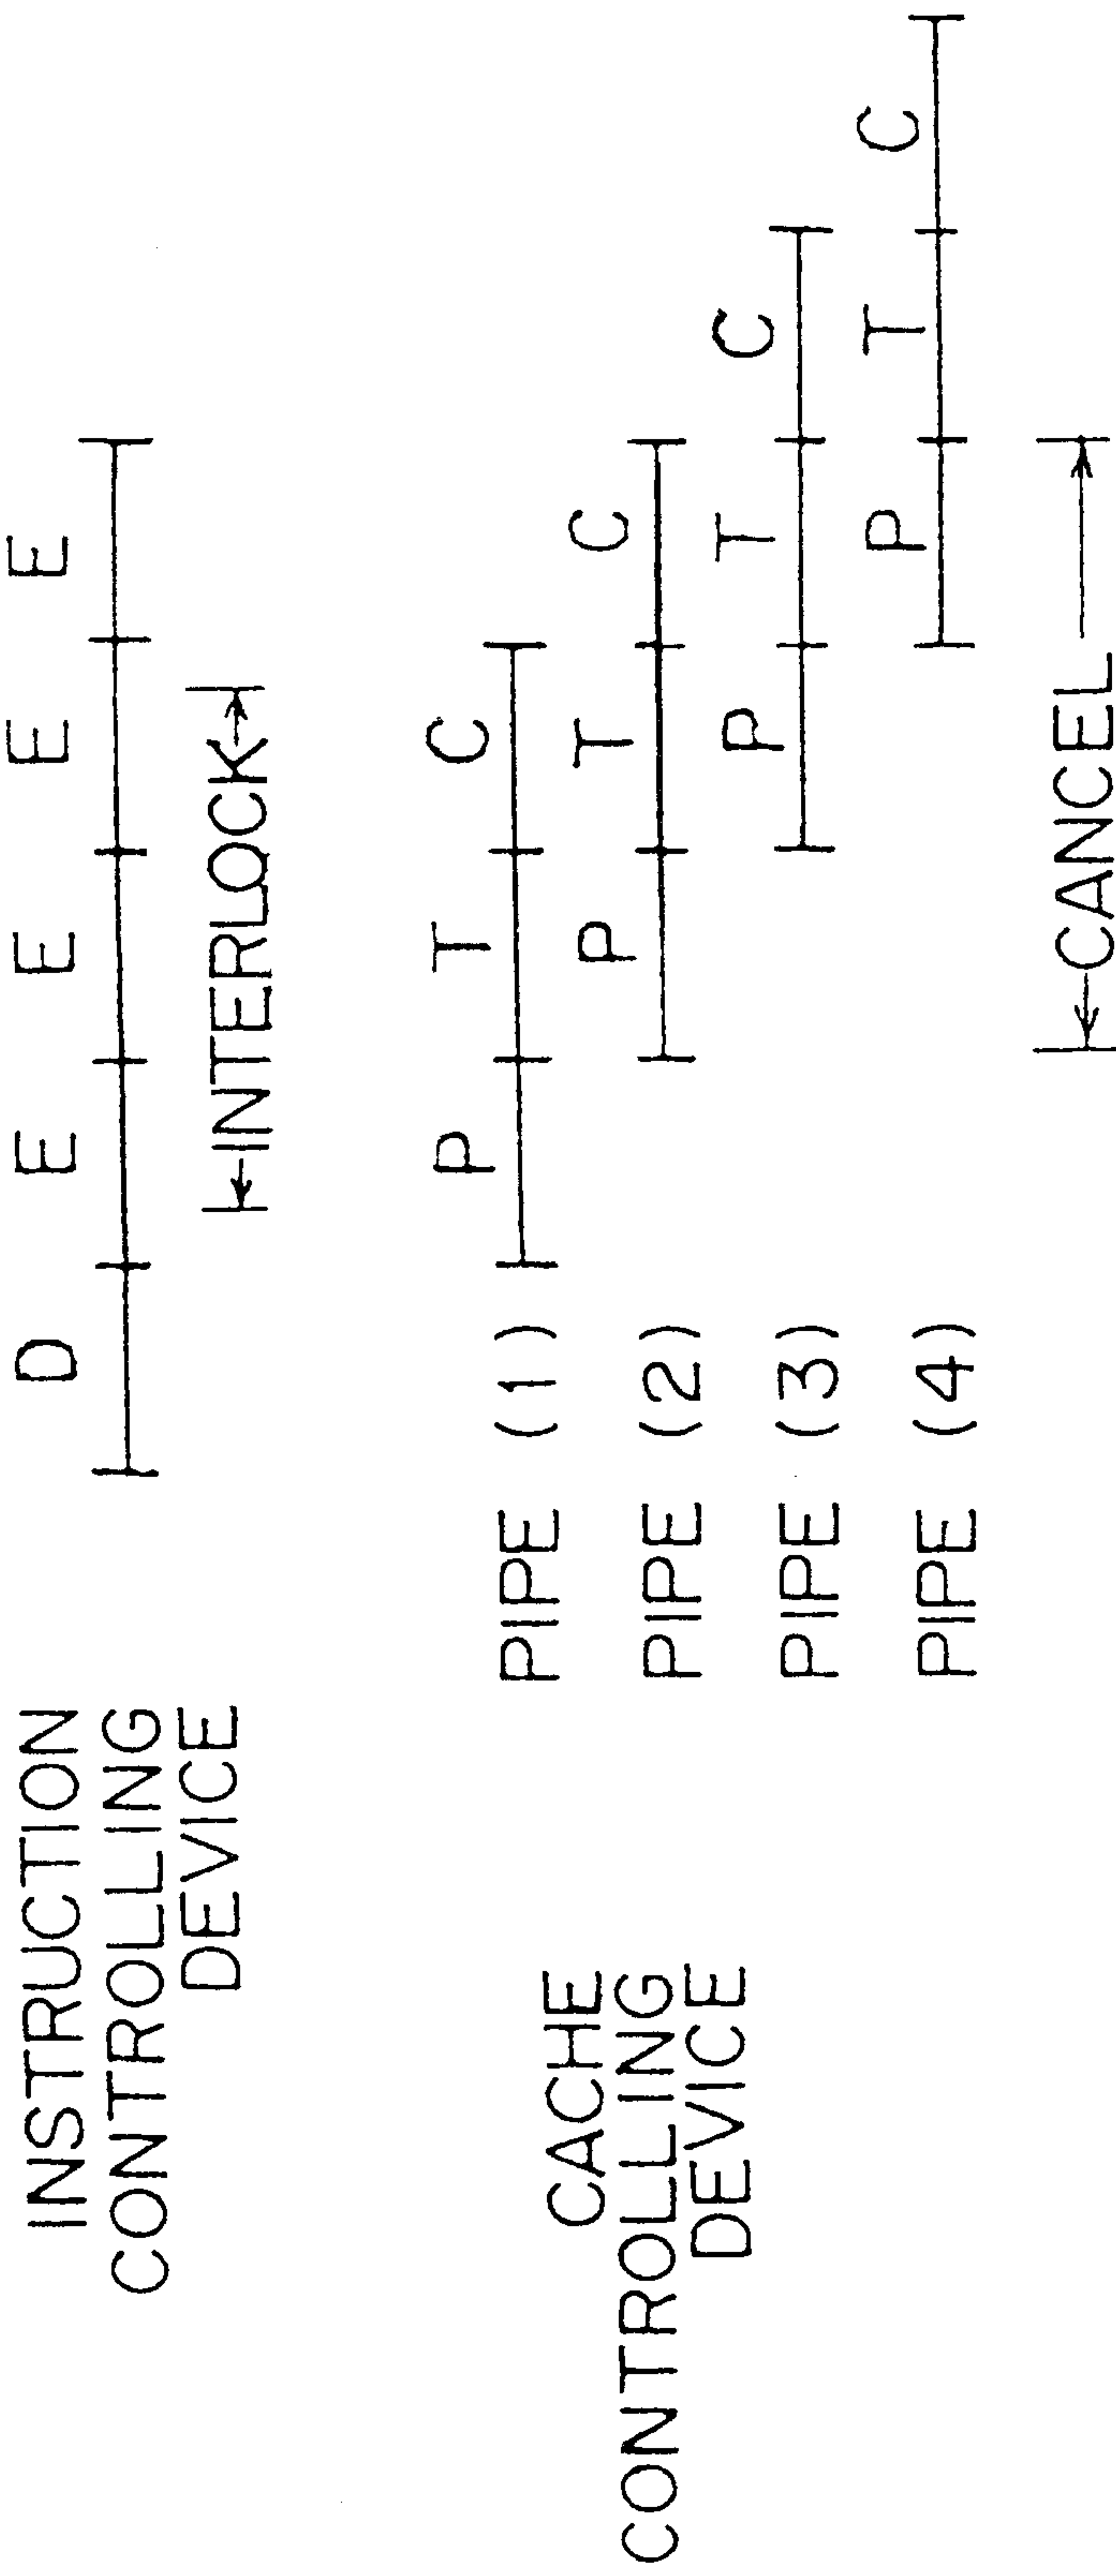 INSTRUCTION
CONTROLLING
DEVICE
D E E E E
INTERLOCK
CACHE
CONTROLLING
DEVICE
PIPE (1) P T C
PIPE (2) P T C
PIPE (3) P T C
PIPE (4) P T C
CANCEL